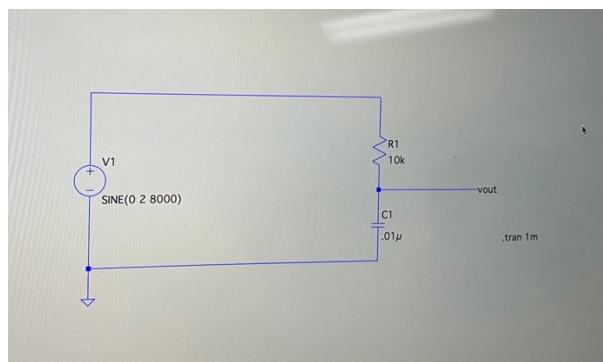 V1
SINE(0 2 8000)
R1
10k
vout
C1
.01µ
.tran 1m